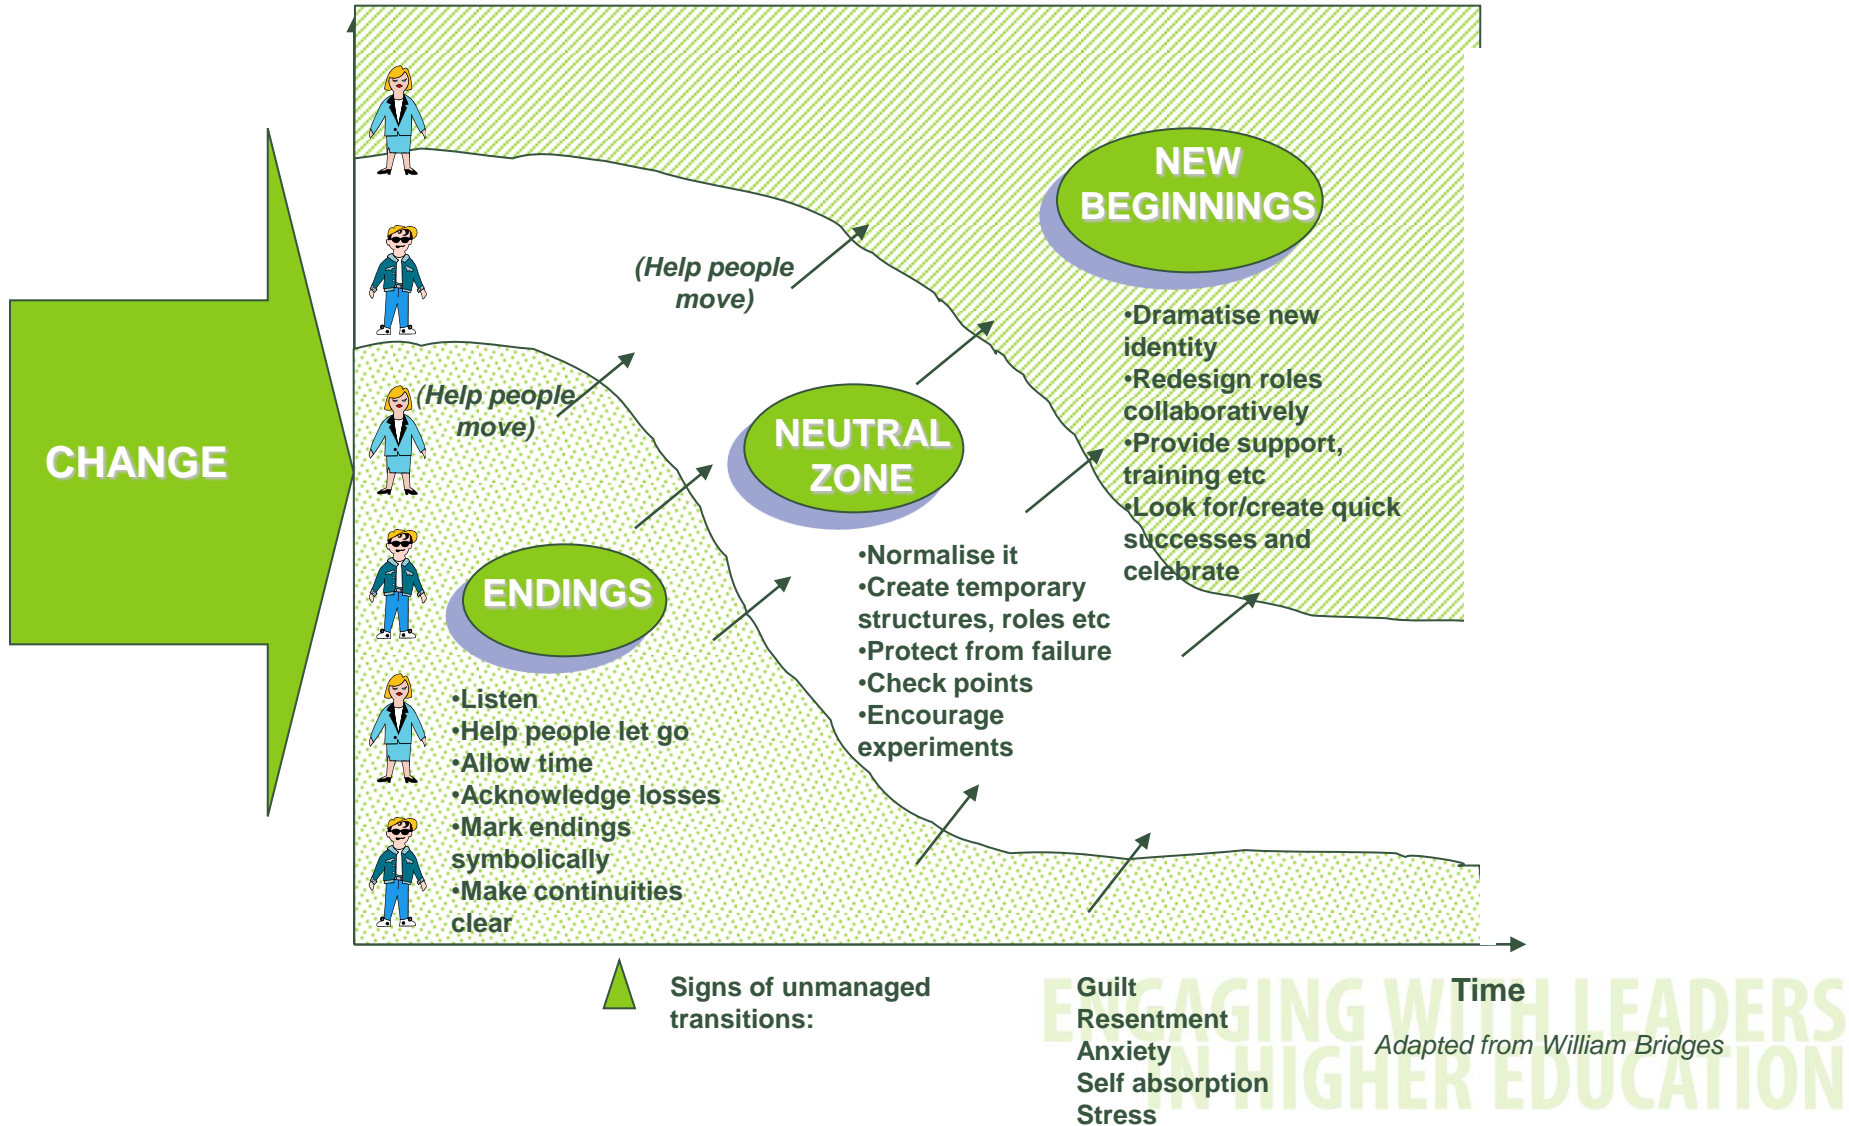 CHANGE
(Help people
move)
(Help people
move)
ENDINGS
•Listen
•Help people let go
•Allow time
•Acknowledge losses
•Mark endings
symbolically
•Make continuities
clear
NEUTRAL
ZONE
•Normalise it
•Create temporary
structures, roles etc
•Protect from failure
•Check points
•Encourage
experiments
NEW
BEGINNINGS
•Dramatise new
identity
•Redesign roles
collaboratively
•Provide support,
training etc
•Look for/create quick
successes and
celebrate
Signs of unmanaged
transitions:
Guilt
Resentment
Anxiety
Self absorption
Stress
Time
Adapted from William Bridges
ENGAGING WITH LEADERS
IN HIGHER EDUCATION